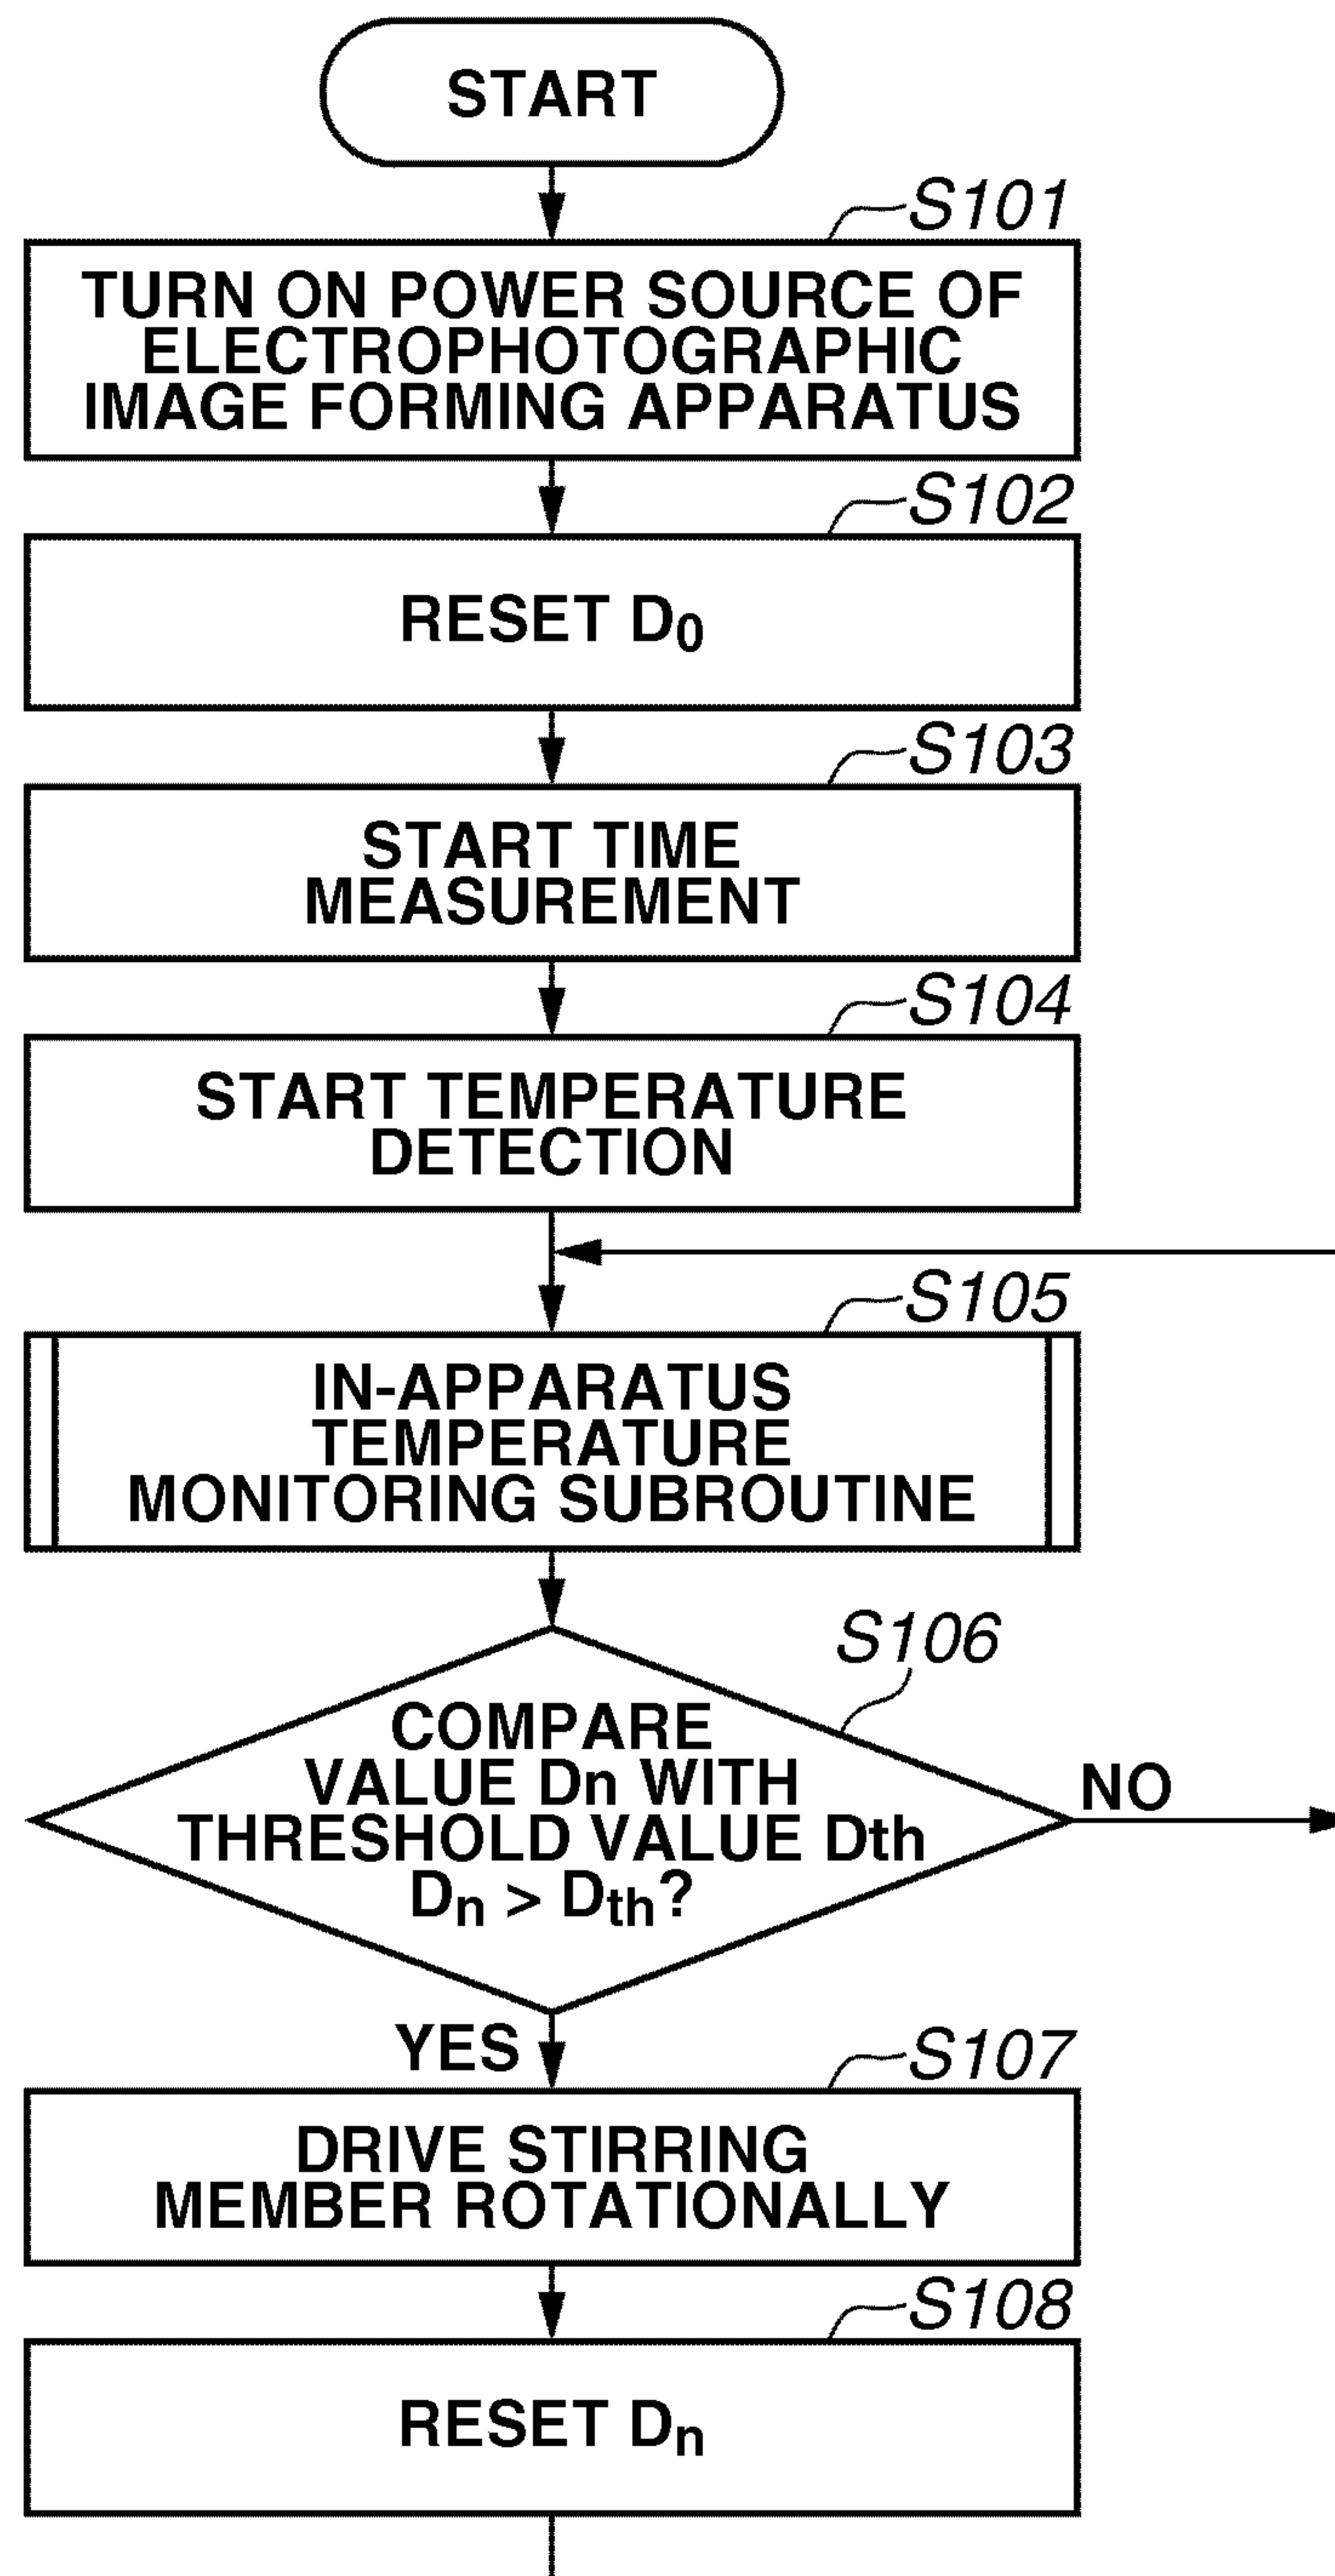 START
S101
TURN ON POWER SOURCE OF
ELECTROPHOTOGRAPHIC
IMAGE FORMING APPARATUS
S102
RESET D₀
S103
START TIME
MEASUREMENT
S104
START TEMPERATURE
DETECTION
S105
IN-APPARATUS
TEMPERATURE
MONITORING SUBROUTINE
S106
COMPARE
VALUE Dn WITH
THRESHOLD VALUE Dth
Dₙ > Dₜₕ?
NO
YES
S107
DRIVE STIRRING
MEMBER ROTATIONALLY
S108
RESET Dₙ